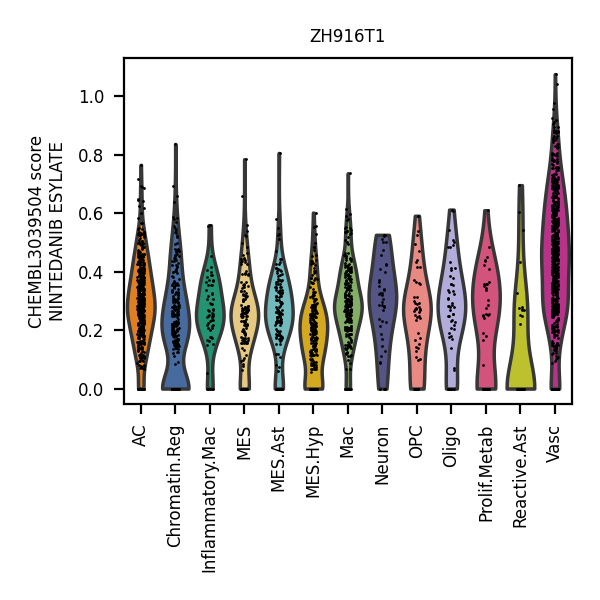 ZH916T1
CHEMBL3039504 score
NINTEDANIB ESYLATE
1.0
0.8
0.6
0.4
0.2
0.0
AC
Chromatin.Reg
Inflammatory.Mac
MES
MES.Ast
MES.Hyp
Mac
Neuron
OPC
Oligo
Prolif.Metab
Reactive.Ast
Vasc